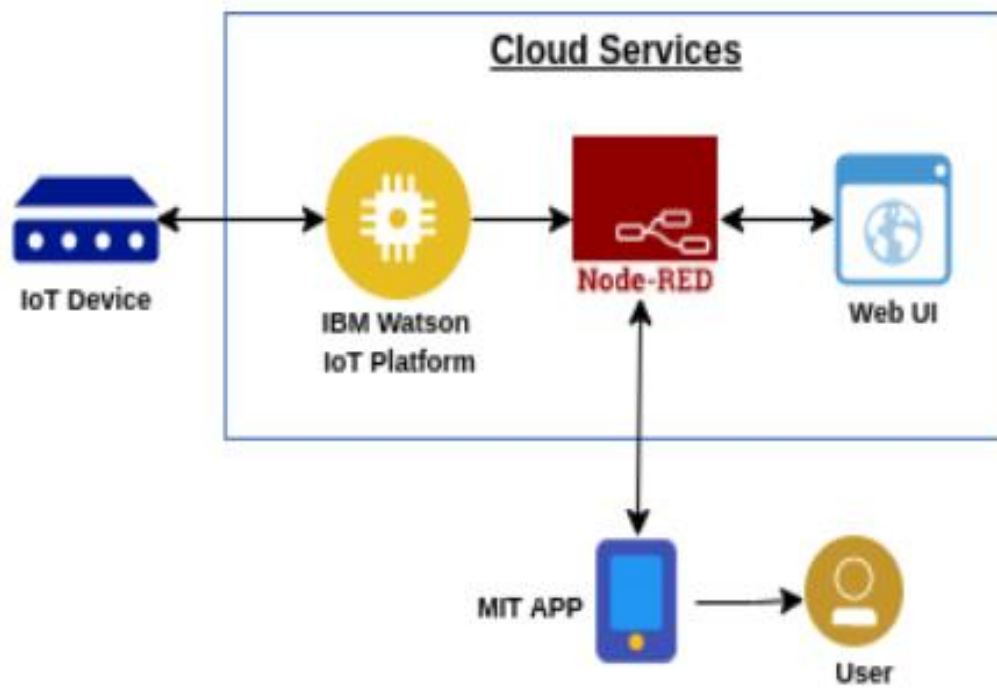 Cloud Services
IoT Device
IBM Watson
IoT Platform
Node-RED
Web UI
MIT APP
User